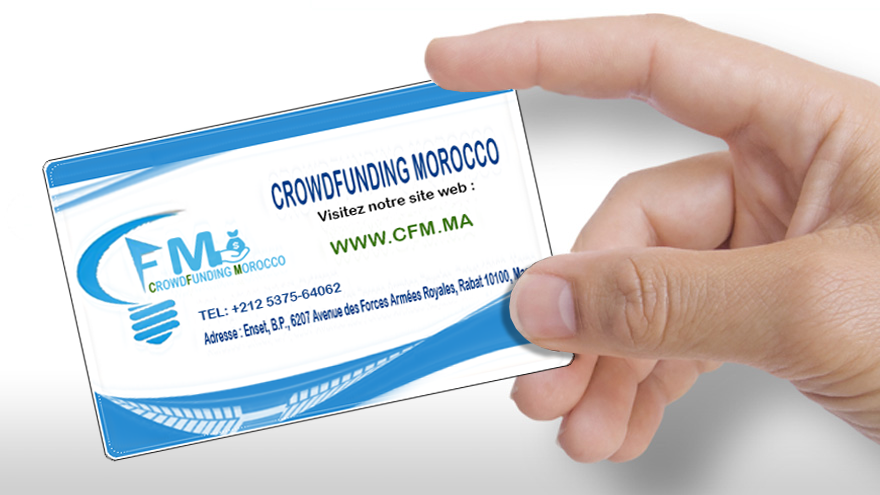 CROWDFUNDING MOROCCO
Visitez notre site web :
WWW.CFM.MA
CFM
CROWDFUNDING MOROCCO
TEL: +212 5375-64062
Adresse : Enset, B.P., 6207 Avenue des Forces Armées Royales, Rabat 10100,